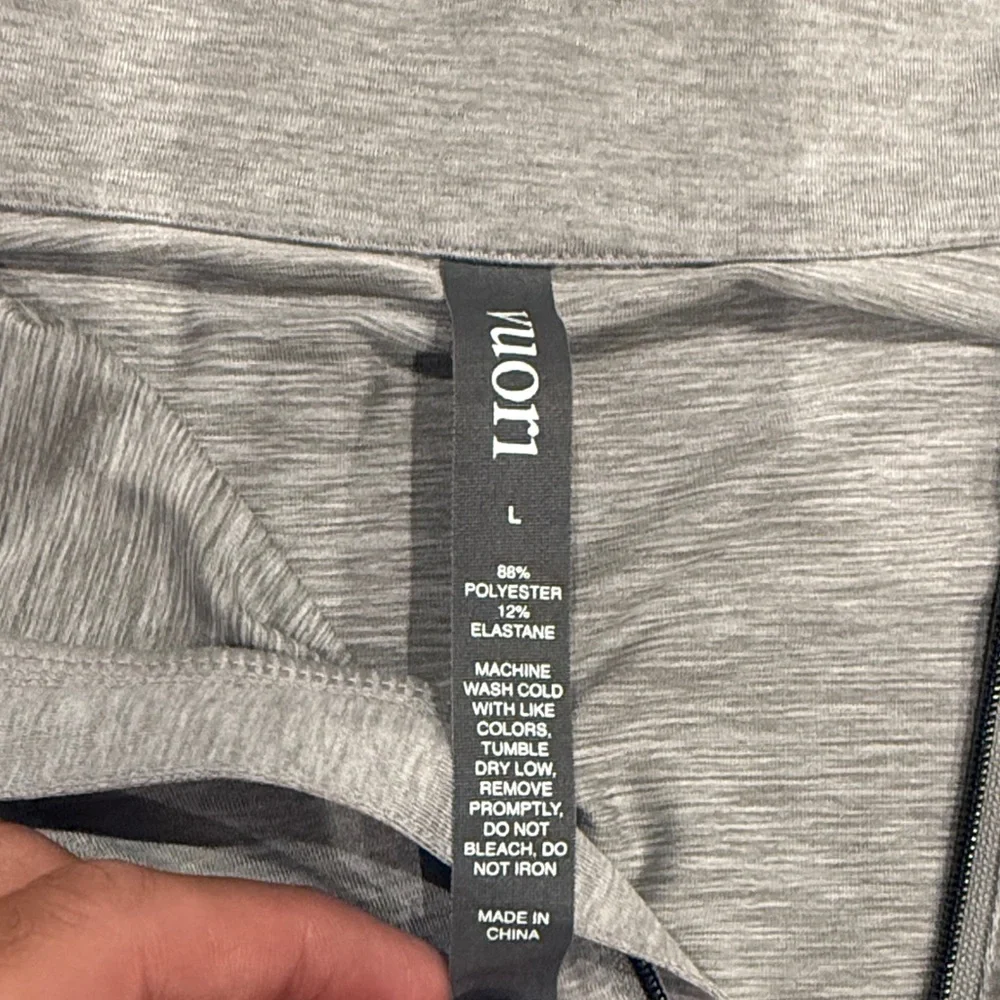 vuori
L
88%
POLYESTER
12%
ELASTANE
MACHINE
WASH COLD
WITH LIKE
COLORS,
TUMBLE
DRY LOW,
REMOVE
PROMPTLY,
DO NOT
BLEACH, DO
NOT IRON
MADE IN
CHINA